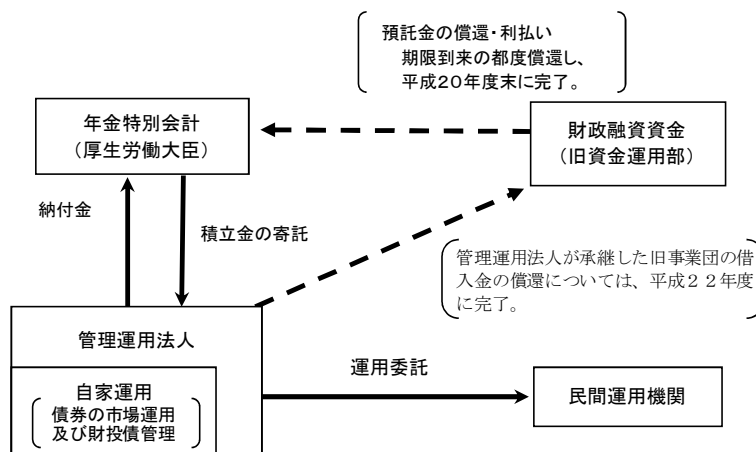 預託金の償還・利払い
期限到来の都度償還し、
平成20年度末に完了。
年金特別会計
(厚生労働大臣)
財政融資資金
(旧資金運用部)
納付金
積立金の寄託
管理運用法人が承継した旧事業団の借
入金の償還については、平成22年度
に完了。
管理運用法人
運用委託
自家運用
債券の市場運用
及び財投債管理
民間運用機関